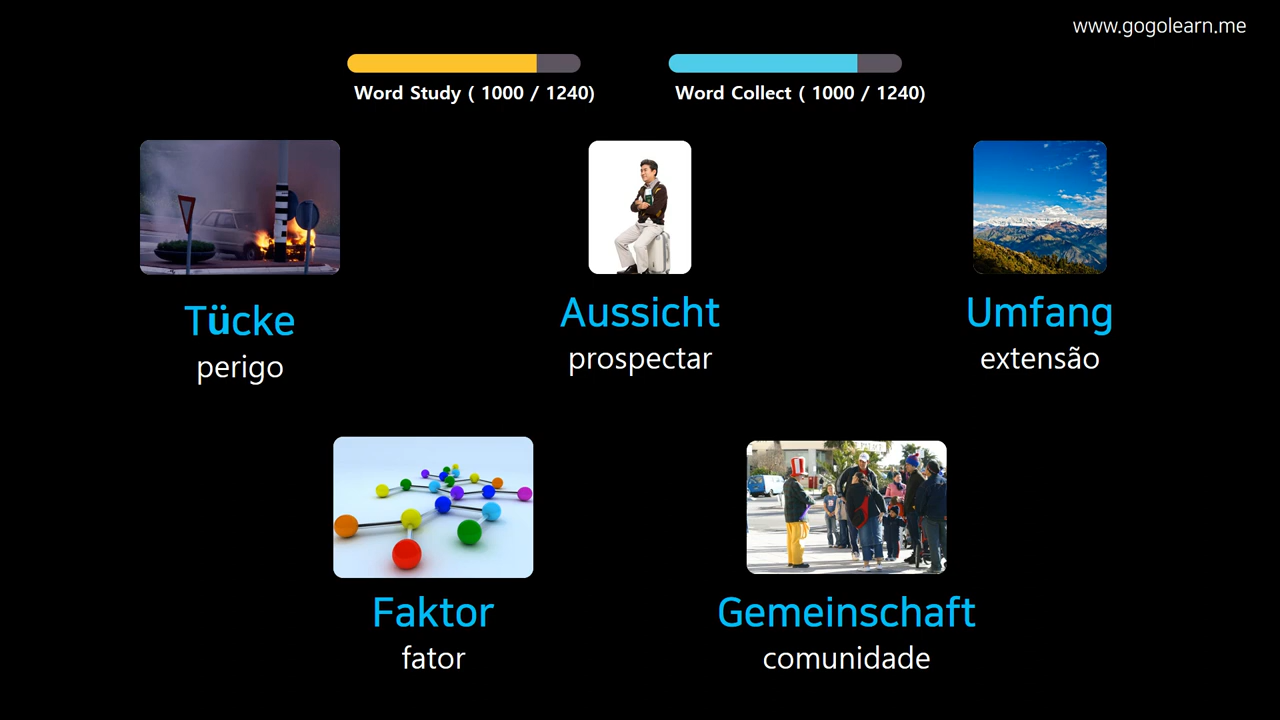 www.gogolearn.me
Word Study ( 1000 / 1240)
Word Collect ( 1000 / 1240)
Tücke
perigo
Aussicht
prospectar
Umfang
extensão
Faktor
fator
Gemeinschaft
comunidade